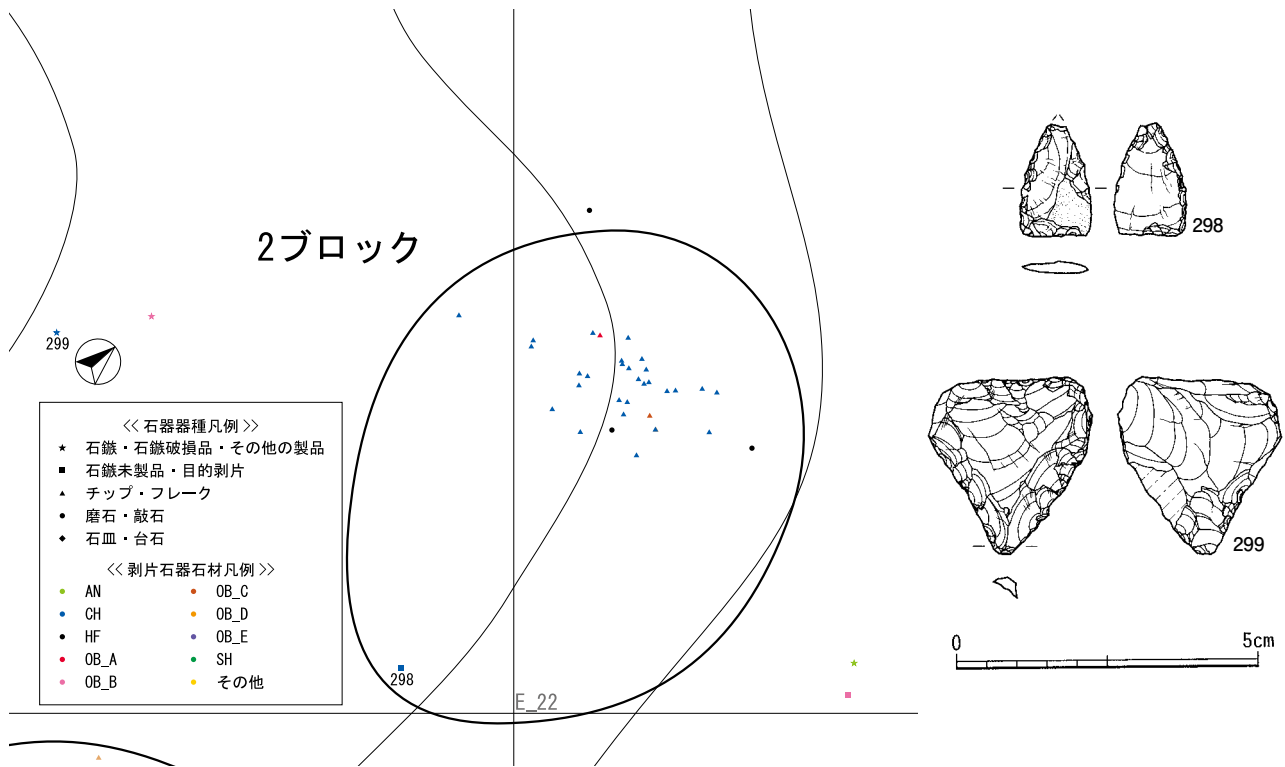 2ブロック
299
≪ 石器器種凡例 ≫
石鏃・石鏃破損品・その他の製品
石鏃未製品・目的剥片
チップ・フレーク
磨石・敲石
石皿・台石
≪ 剥片石器石材凡例 ≫
AN
CH
HF
OB_A
OB_B
OB_C
OB_D
OB_E
SH
その他
298
E_22
298
299
0
5cm